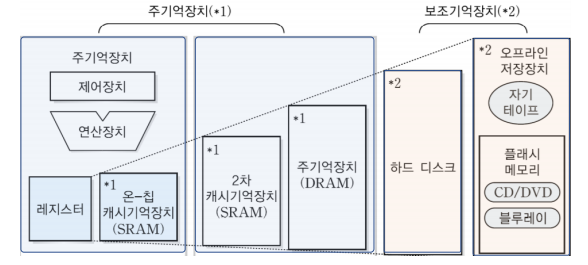 주기억장치(*1)
보조기억장치(*2)
주기억장치
제어장치
연산장치
레지스터
*1
온-칩
캐시기억장치
(SRAM)
*1
2차
캐시기억장치
(SRAM)
*1
주기억장치
(DRAM)
*2
하드 디스크
*2 오프라인
저장장치
자기
테이프
플래시
메모리
CD/DVD
블루레이